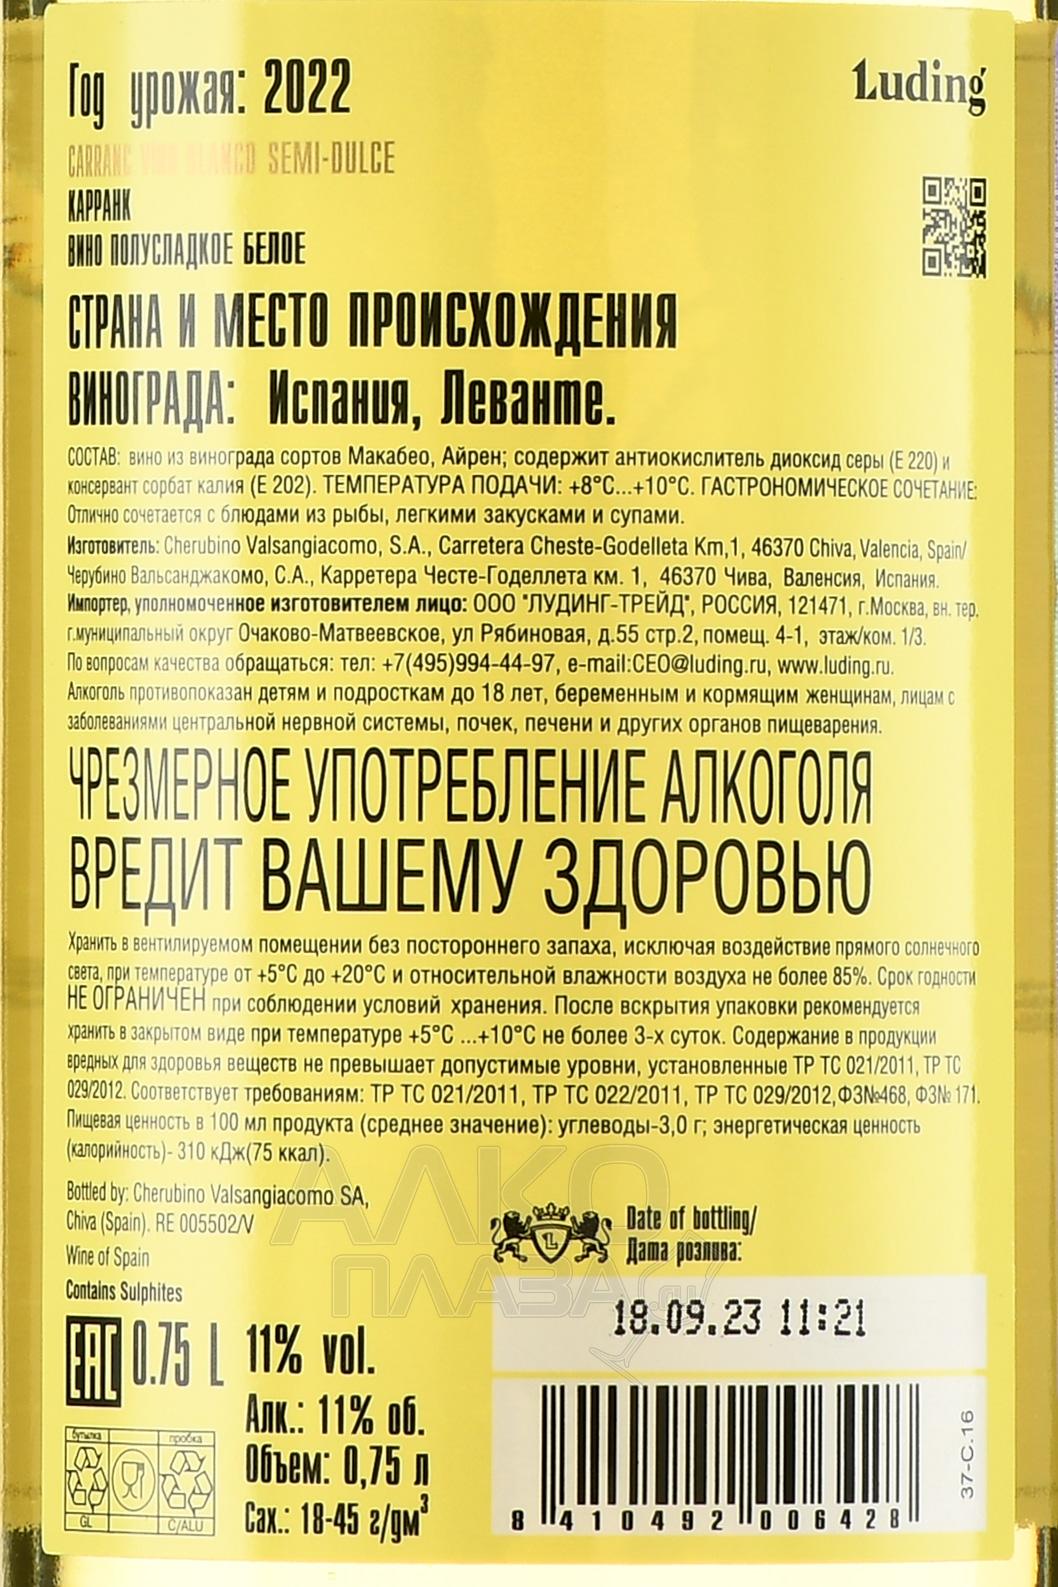 Год урожая: 2022
Luding
CARRANC VINO BLANCO SEMI-DULCE
КАРРАНК
ВИНО ПОЛУСЛАДКОЕ БЕЛОЕ
СТРАНА И МЕСТО ПРОИСХОЖДЕНИЯ
ВИНОГРАДА: Испания, Леванте.
СОСТАВ: вино из винограда сортов Макабео, Айрен; содержит антиокислитель диоксид серы (Е 220) и
консервант сорбат калия (Е 202). ТЕМПЕРАТУРА ПОДАЧИ: +8°С...+10°С. ГАСТРОНОМИЧЕСКОЕ СОЧЕТАНИЕ:
Отлично сочетается с блюдами из рыбы, легкими закусками и супами.
Изготовитель: Cherubino Valsangiacomo, S.A., Carretera Cheste-Godelleta Km,1, 46370 Chiva, Valencia, Spain/
Черубино Вальсанджакомо, С.А., Карретера Честе-Годеллета км. 1, 46370 Чива, Валенсия, Испания.
Импортер, уполномоченное изготовителем лицо: ООО "ЛУДИНГ-ТРЕЙД", РОССИЯ, 121471, г.Москва, вн. тер.
г.муниципальный округ Очаково-Матвеевское, ул Рябиновая, д.55 стр.2, помещ. 4-1, этаж/ком. 1/3.
По вопросам качества обращаться: тел: +7(495)994-44-97, e-mail:CEO@luding.ru, www.luding.ru.
Алкоголь противопоказан детям и подросткам до 18 лет, беременным и кормящим женщинам, лицам с
заболеваниями центральной нервной системы, почек, печени и других органов пищеварения.
ЧРЕЗМЕРНОЕ УПОТРЕБЛЕНИЕ АЛКОГОЛЯ
ВРЕДИТ ВАШЕМУ ЗДОРОВЬЮ
Хранить в вентилируемом помещении без постороннего запаха, исключая воздействие прямого солнечного
света, при температуре от +5°С до +20°С и относительной влажности воздуха не более 85%. Срок годности
НЕ ОГРАНИЧЕН при соблюдении условий хранения. После вскрытия упаковки рекомендуется
хранить в закрытом виде при температуре +5°С ...+10°С не более 3-х суток. Содержание в продукции
вредных для здоровья веществ не превышает допустимые уровни, установленные ТР ТС 021/2011, ТР ТС
029/2012. Соответствует требованиям: ТР ТС 021/2011, ТР ТС 022/2011, ТР ТС 029/2012,ФЗ№468, ФЗ№ 171.
Пищевая ценность в 100 мл продукта (среднее значение): углеводы-3,0 г; энергетическая ценность
(калорийность)- 310 кДж(75 ккал).
АЛКО
ПЛАЗА.ru
Bottled by: Cherubino Valsangiacomo SA,
Chiva (Spain). RE 005502/V
Wine of Spain
Contains Sulphites
L
Date of bottling/
Дата розлива:
18.09.23 11:21
EAC 0.75 L 11% vol.
Алк.: 11% об.
Объем: 0,75 л
Сах.: 18-45 г/дм³
бутылка пробка
GL C/ALU
8 410492 006428
37-C.16